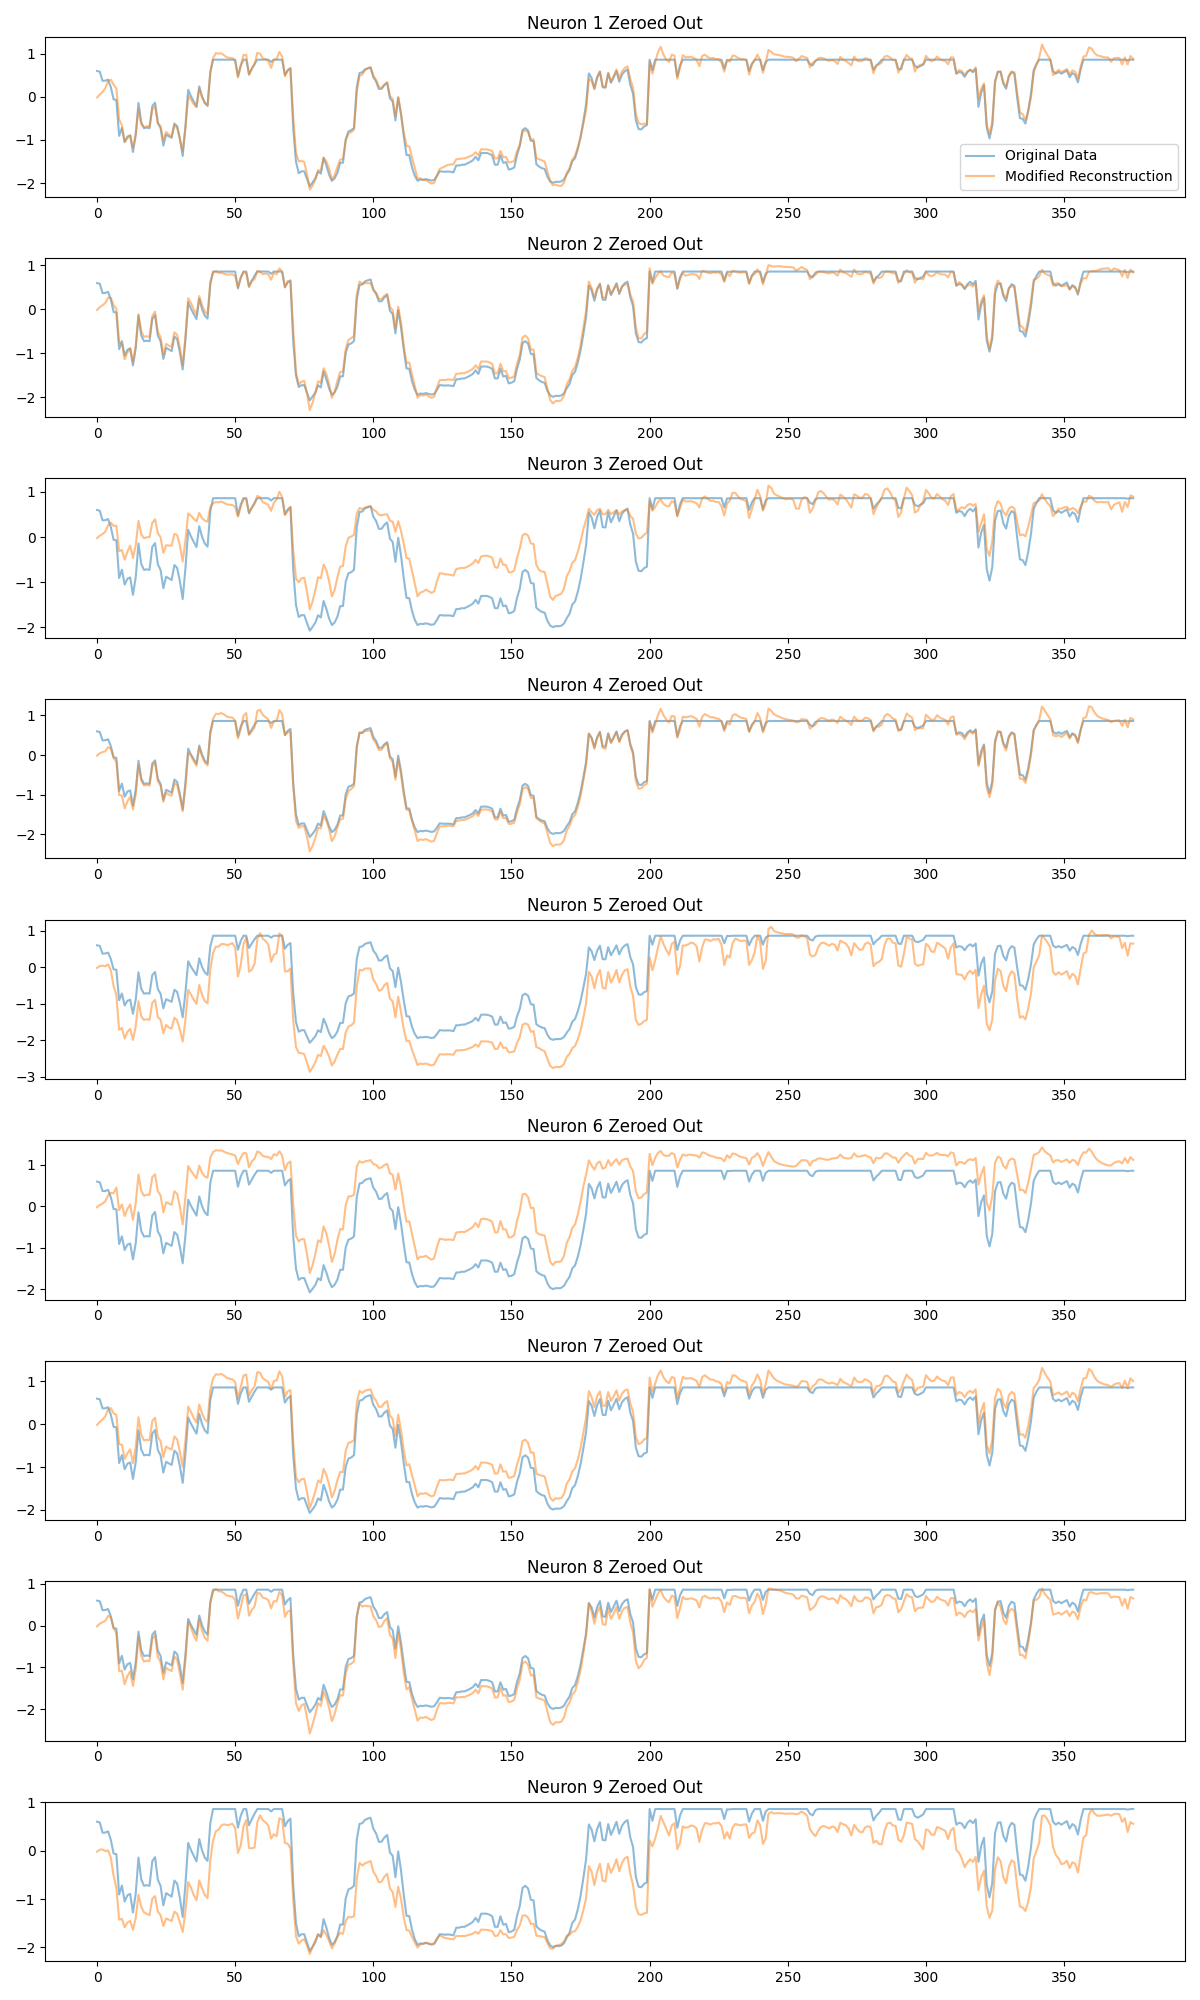 Neuron 1 Zeroed Out
1
0
−1
−2
Original Data
Modified Reconstruction
0 50 100 150 200 250 300 350
Neuron 2 Zeroed Out
1
0
−1
−2
0 50 100 150 200 250 300 350
Neuron 3 Zeroed Out
1
0
−1
−2
0 50 100 150 200 250 300 350
Neuron 4 Zeroed Out
1
0
−1
−2
0 50 100 150 200 250 300 350
Neuron 5 Zeroed Out
1
0
−1
−2
−3
0 50 100 150 200 250 300 350
Neuron 6 Zeroed Out
1
0
−1
−2
0 50 100 150 200 250 300 350
Neuron 7 Zeroed Out
1
0
−1
−2
0 50 100 150 200 250 300 350
Neuron 8 Zeroed Out
1
0
−1
−2
0 50 100 150 200 250 300 350
Neuron 9 Zeroed Out
1
0
−1
−2
0 50 100 150 200 250 300 350